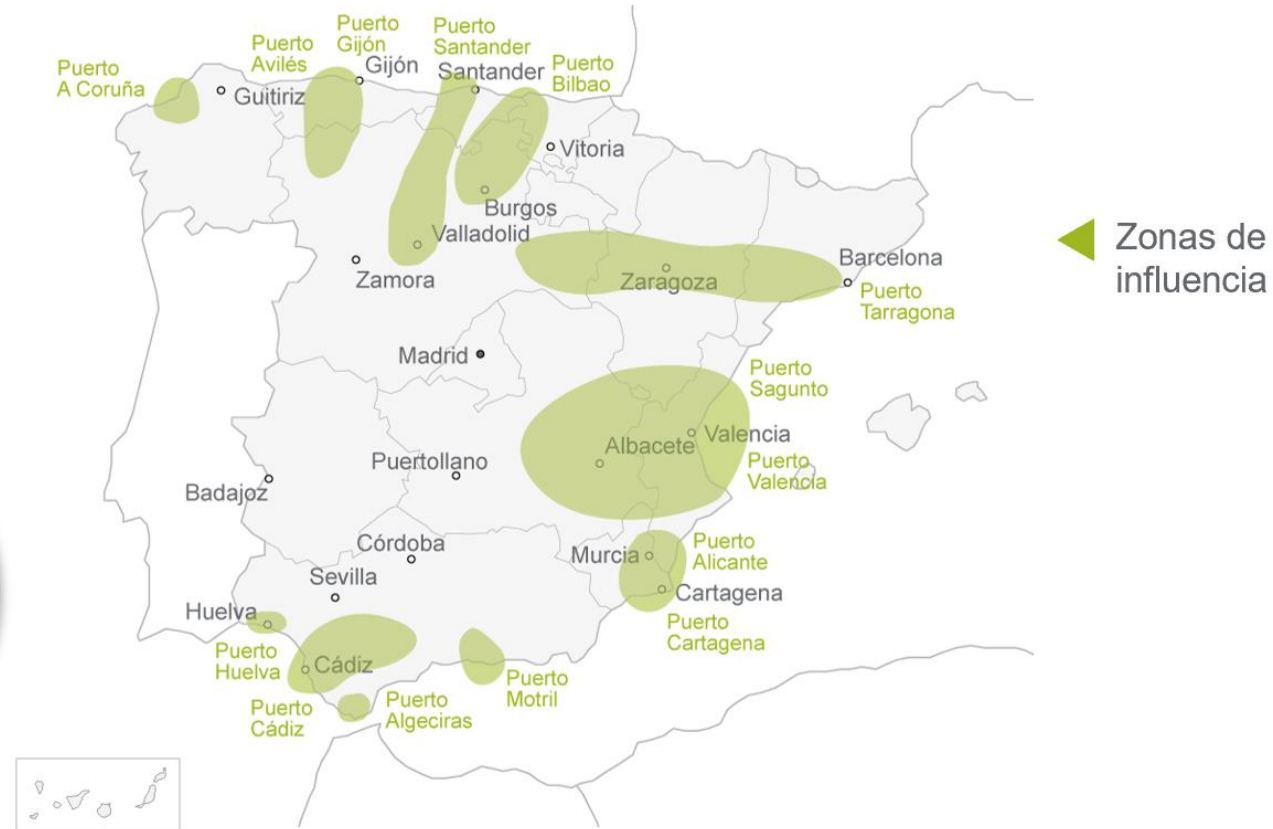 Puerto
Gijón
Puerto
Santander
Puerto
Avilés
Gijón
Santander
Puerto
Bilbao
Puerto
A Coruña
Guitiriz
Vitoria
Burgos
Valladolid
Zamora
Zaragoza
Barcelona
Puerto
Tarragona
Zonas de
influencia
Madrid
Puerto
Sagunto
Valencia
Albacete
Puerto
Valencia
Puertollano
Badajoz
Córdoba
Sevilla
Murcia
Puerto
Alicante
Cartagena
Puerto
Cartagena
Huelva
Puerto
Huelva
Cádiz
Puerto
Cádiz
Puerto
Algeciras
Puerto
Motril